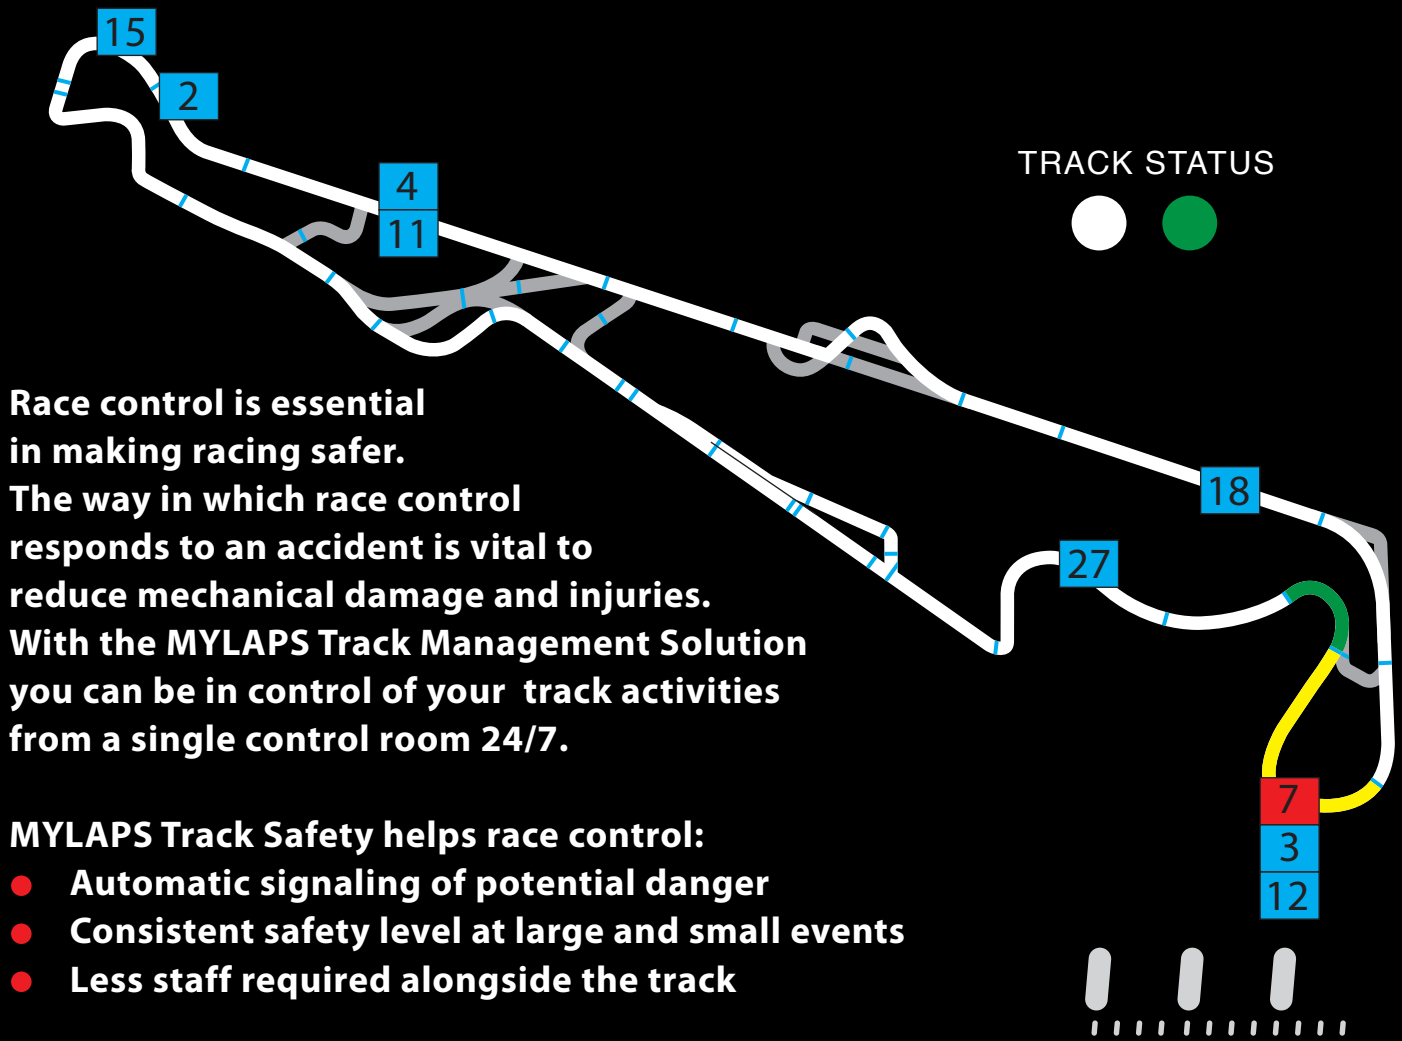 15
2
4
11
TRACK STATUS
Race control is essential
in making racing safer.
The way in which race control
responds to an accident is vital to
reduce mechanical damage and injuries.
With the MYLAPS Track Management Solution
you can be in control of your track activities
from a single control room 24/7.
18
27
7
3
12
MYLAPS Track Safety helps race control:
Automatic signaling of potential danger
Consistent safety level at large and small events
Less staff required alongside the track